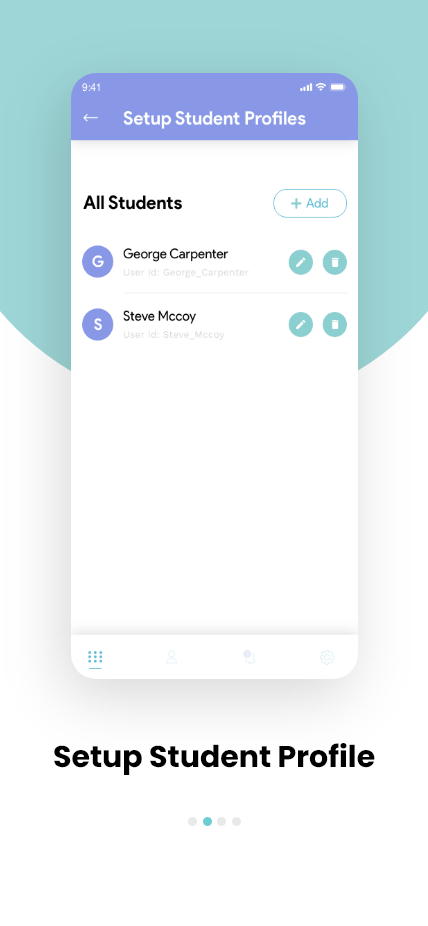 9:41
Setup Student Profiles
All Students
Add
G
George Carpenter
User Id: George_Carpenter
S
Steve Mccoy
User Id: Steve_Mccoy
Setup Student Profile